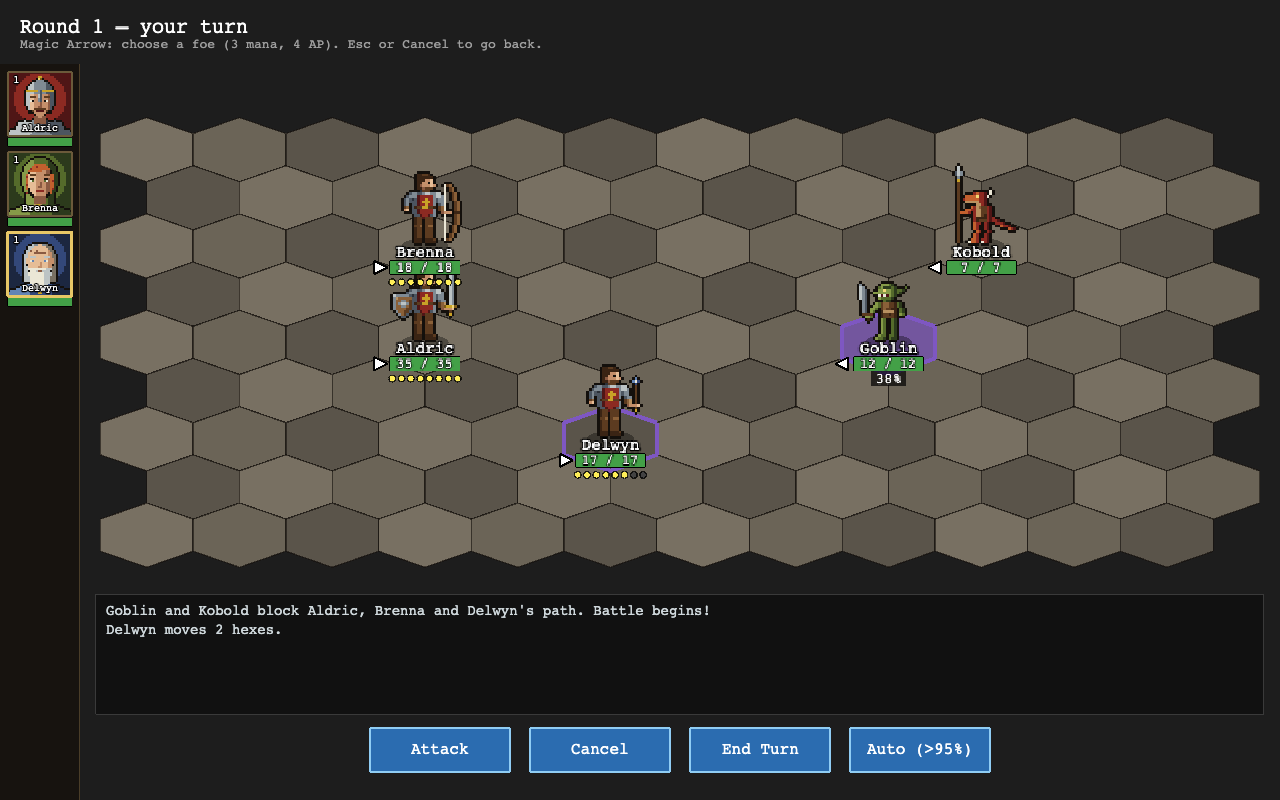 Round 1 — your turn
Magic Arrow: choose a foe (3 mana, 4 AP). Esc or Cancel to go back.
1
Aldric
1
Brenna
1
Delwyn
Brenna
18 / 18
Kobold
7 / 7
Aldric
35 / 35
Goblin
12 / 12
38%
Delwyn
17 / 17
Goblin and Kobold block Aldric, Brenna and Delwyn's path. Battle begins!
Delwyn moves 2 hexes.
Attack
Cancel
End Turn
Auto (>95%)